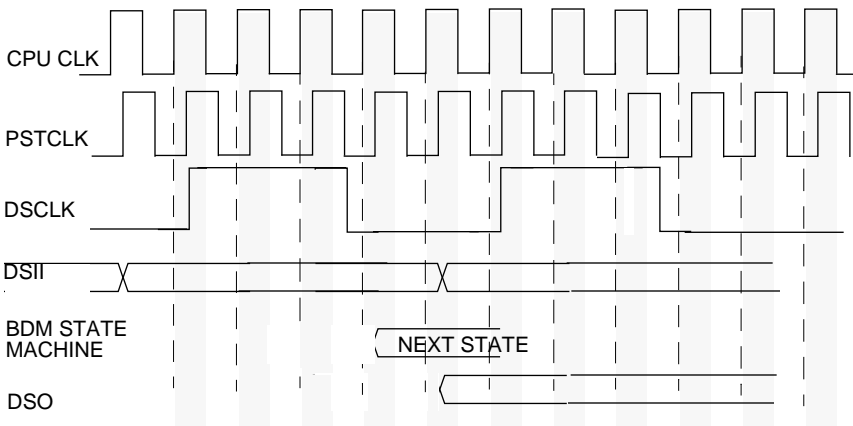 CPU CLK
PSTCLK
DSCLK
DSII
BDM STATE
MACHINE
NEXT STATE
DSO